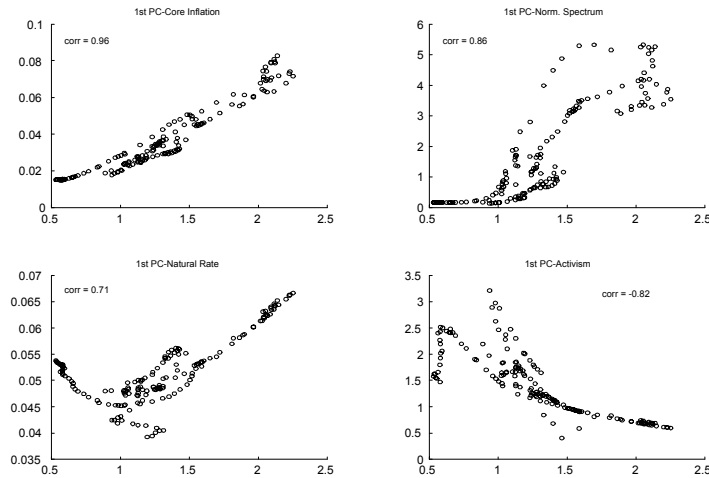 1st PC-Core Inflation
corr = 0.96
0.1
0.08
0.06
0.04
0.02
0
0.5 1 1.5 2 2.5
1st PC-Norm. Spectrum
corr = 0.86
6
5
4
3
2
1
0
0.5 1 1.5 2 2.5
1st PC-Natural Rate
corr = 0.71
0.07
0.065
0.06
0.055
0.05
0.045
0.04
0.035
0.5 1 1.5 2 2.5
1st PC-Activism
corr = -0.82
3.5
3
2.5
2
1.5
1
0.5
0
0.5 1 1.5 2 2.5